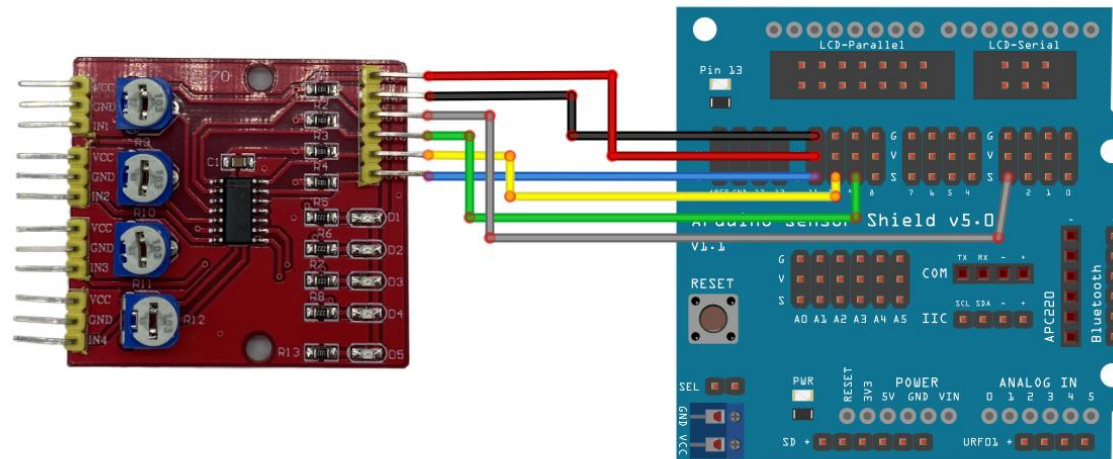 70
VCC
GND
IN1
R2
R3
R9
VCC
GND
IN2
C1
R4
R10
R5
D1
VCC
GND
IN3
R6
D2
R7
D3
R11
VCC
GND
IN4
R8
D4
R12
R13
D5
LCD-Parallel
LCD-Serial
Pin 13
G
V
S
G
V
S
8
7
6
5
4
2
1
0
Arduino Sensor Shield v5.0
V1.1
RESET
G
V
S
A0 A1 A2 A3 A4 A5
TX RX - +
COM
SCL SDA - +
IIC
APC220
Bluetooth
SEL
PWR
GND VCC
RESET
3V3
POWER
5V GND VIN
ANALOG IN
0 1 2 3 4 5
SD +
URF01 +